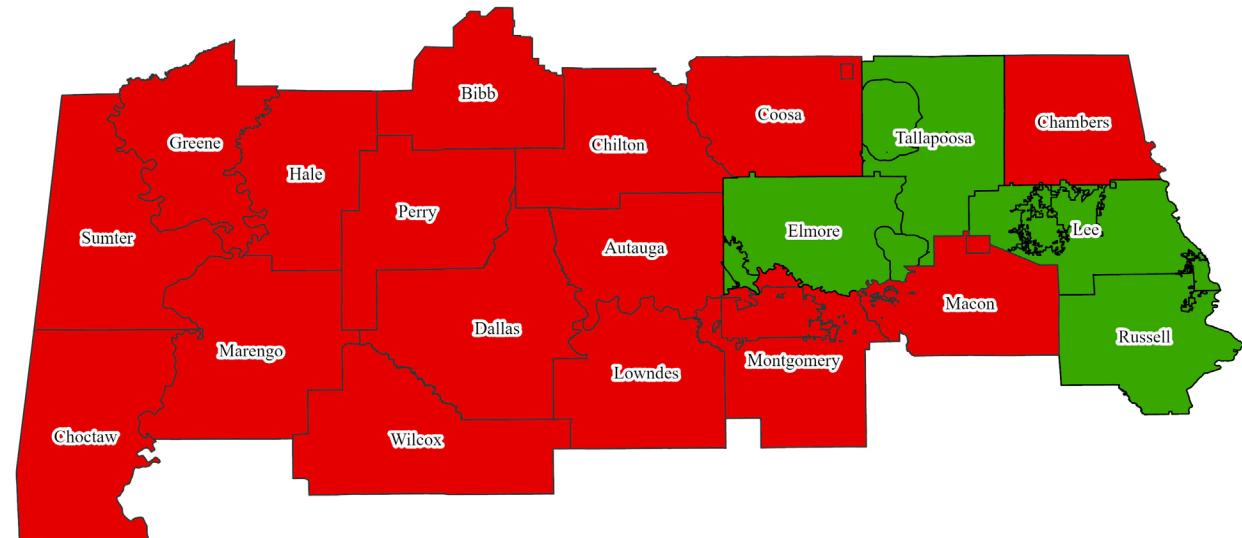 Bibb
Coosa
Chambers
Greene
Tallapoosa
Chilton
Hale
Perry
Elmore
Lee
Sumter
Autauga
Macon
Dallas
Russell
Marengo
Montgomery
Lowndes
Choctaw
Wilcox